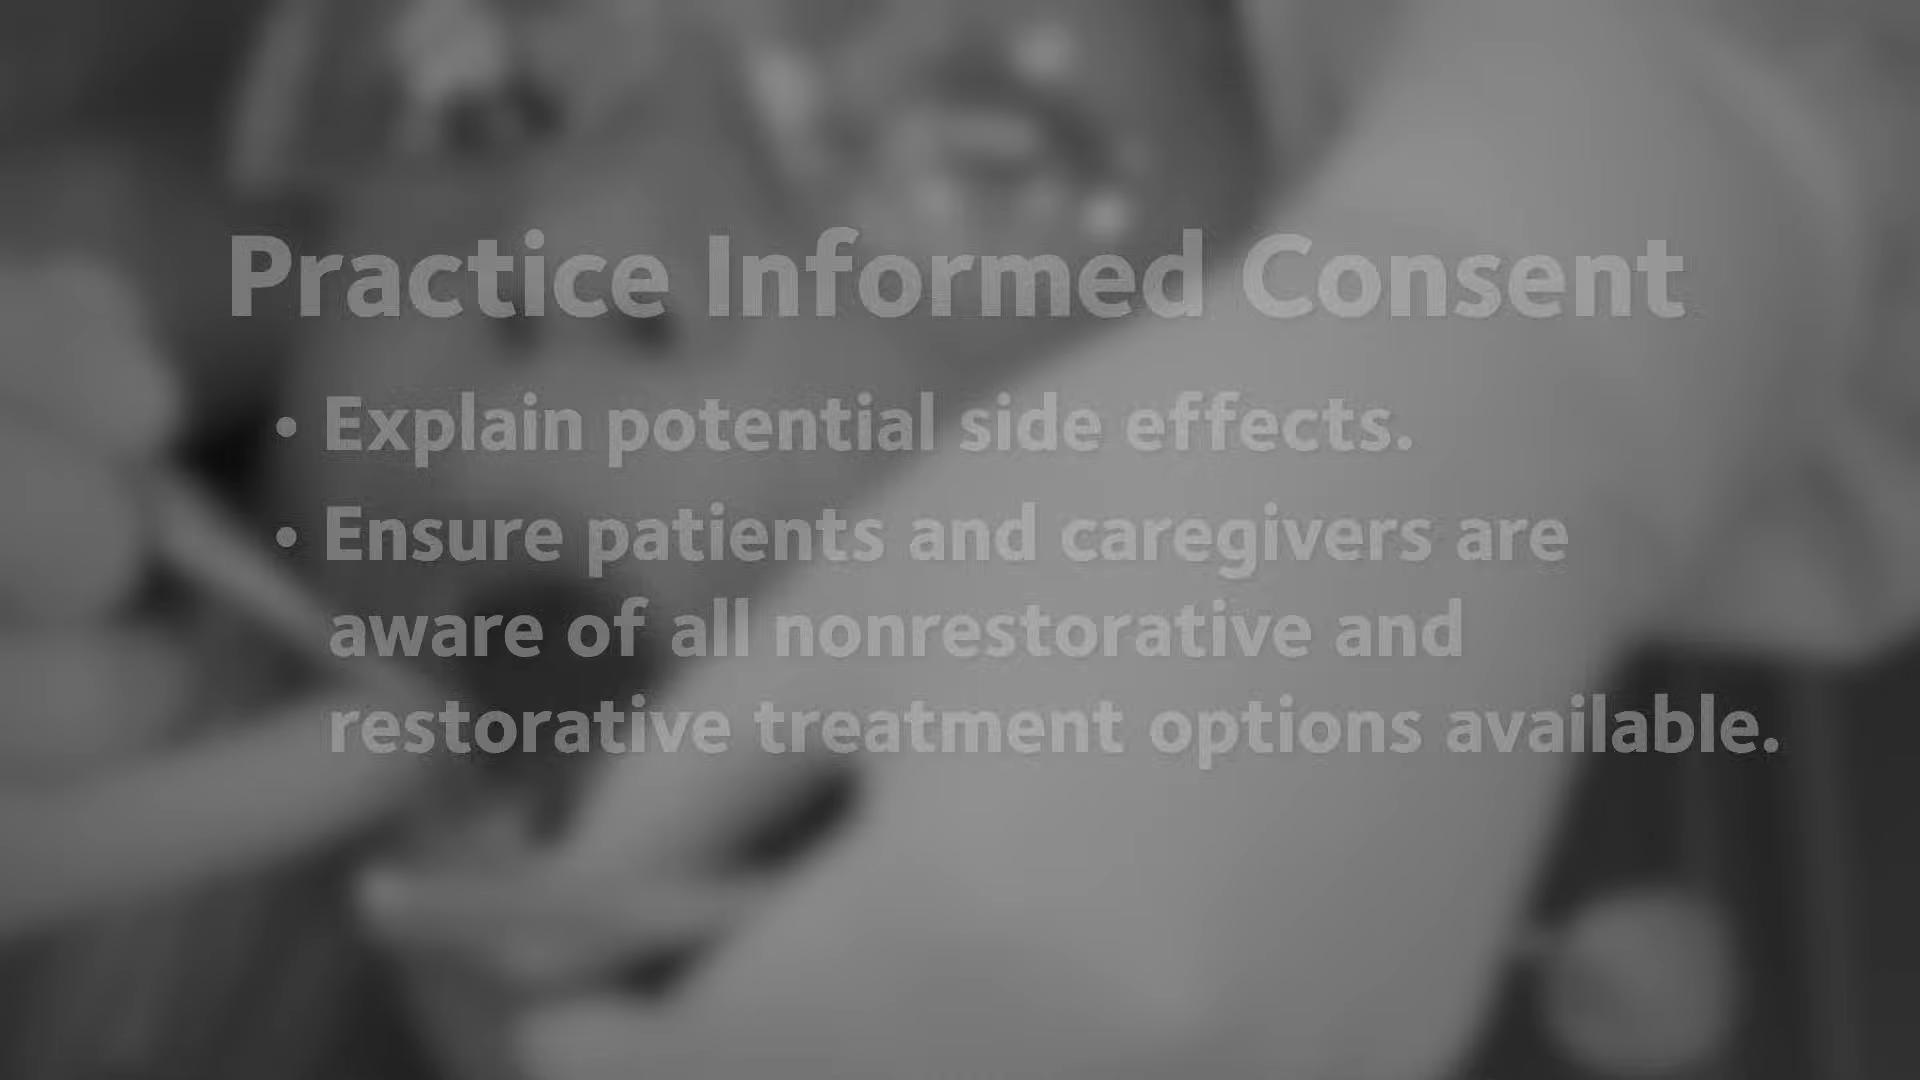 Practice Informed Consent
• Explain potential side effects.
• Ensure patients and caregivers are
aware of all nonrestorative and
restorative treatment options available.